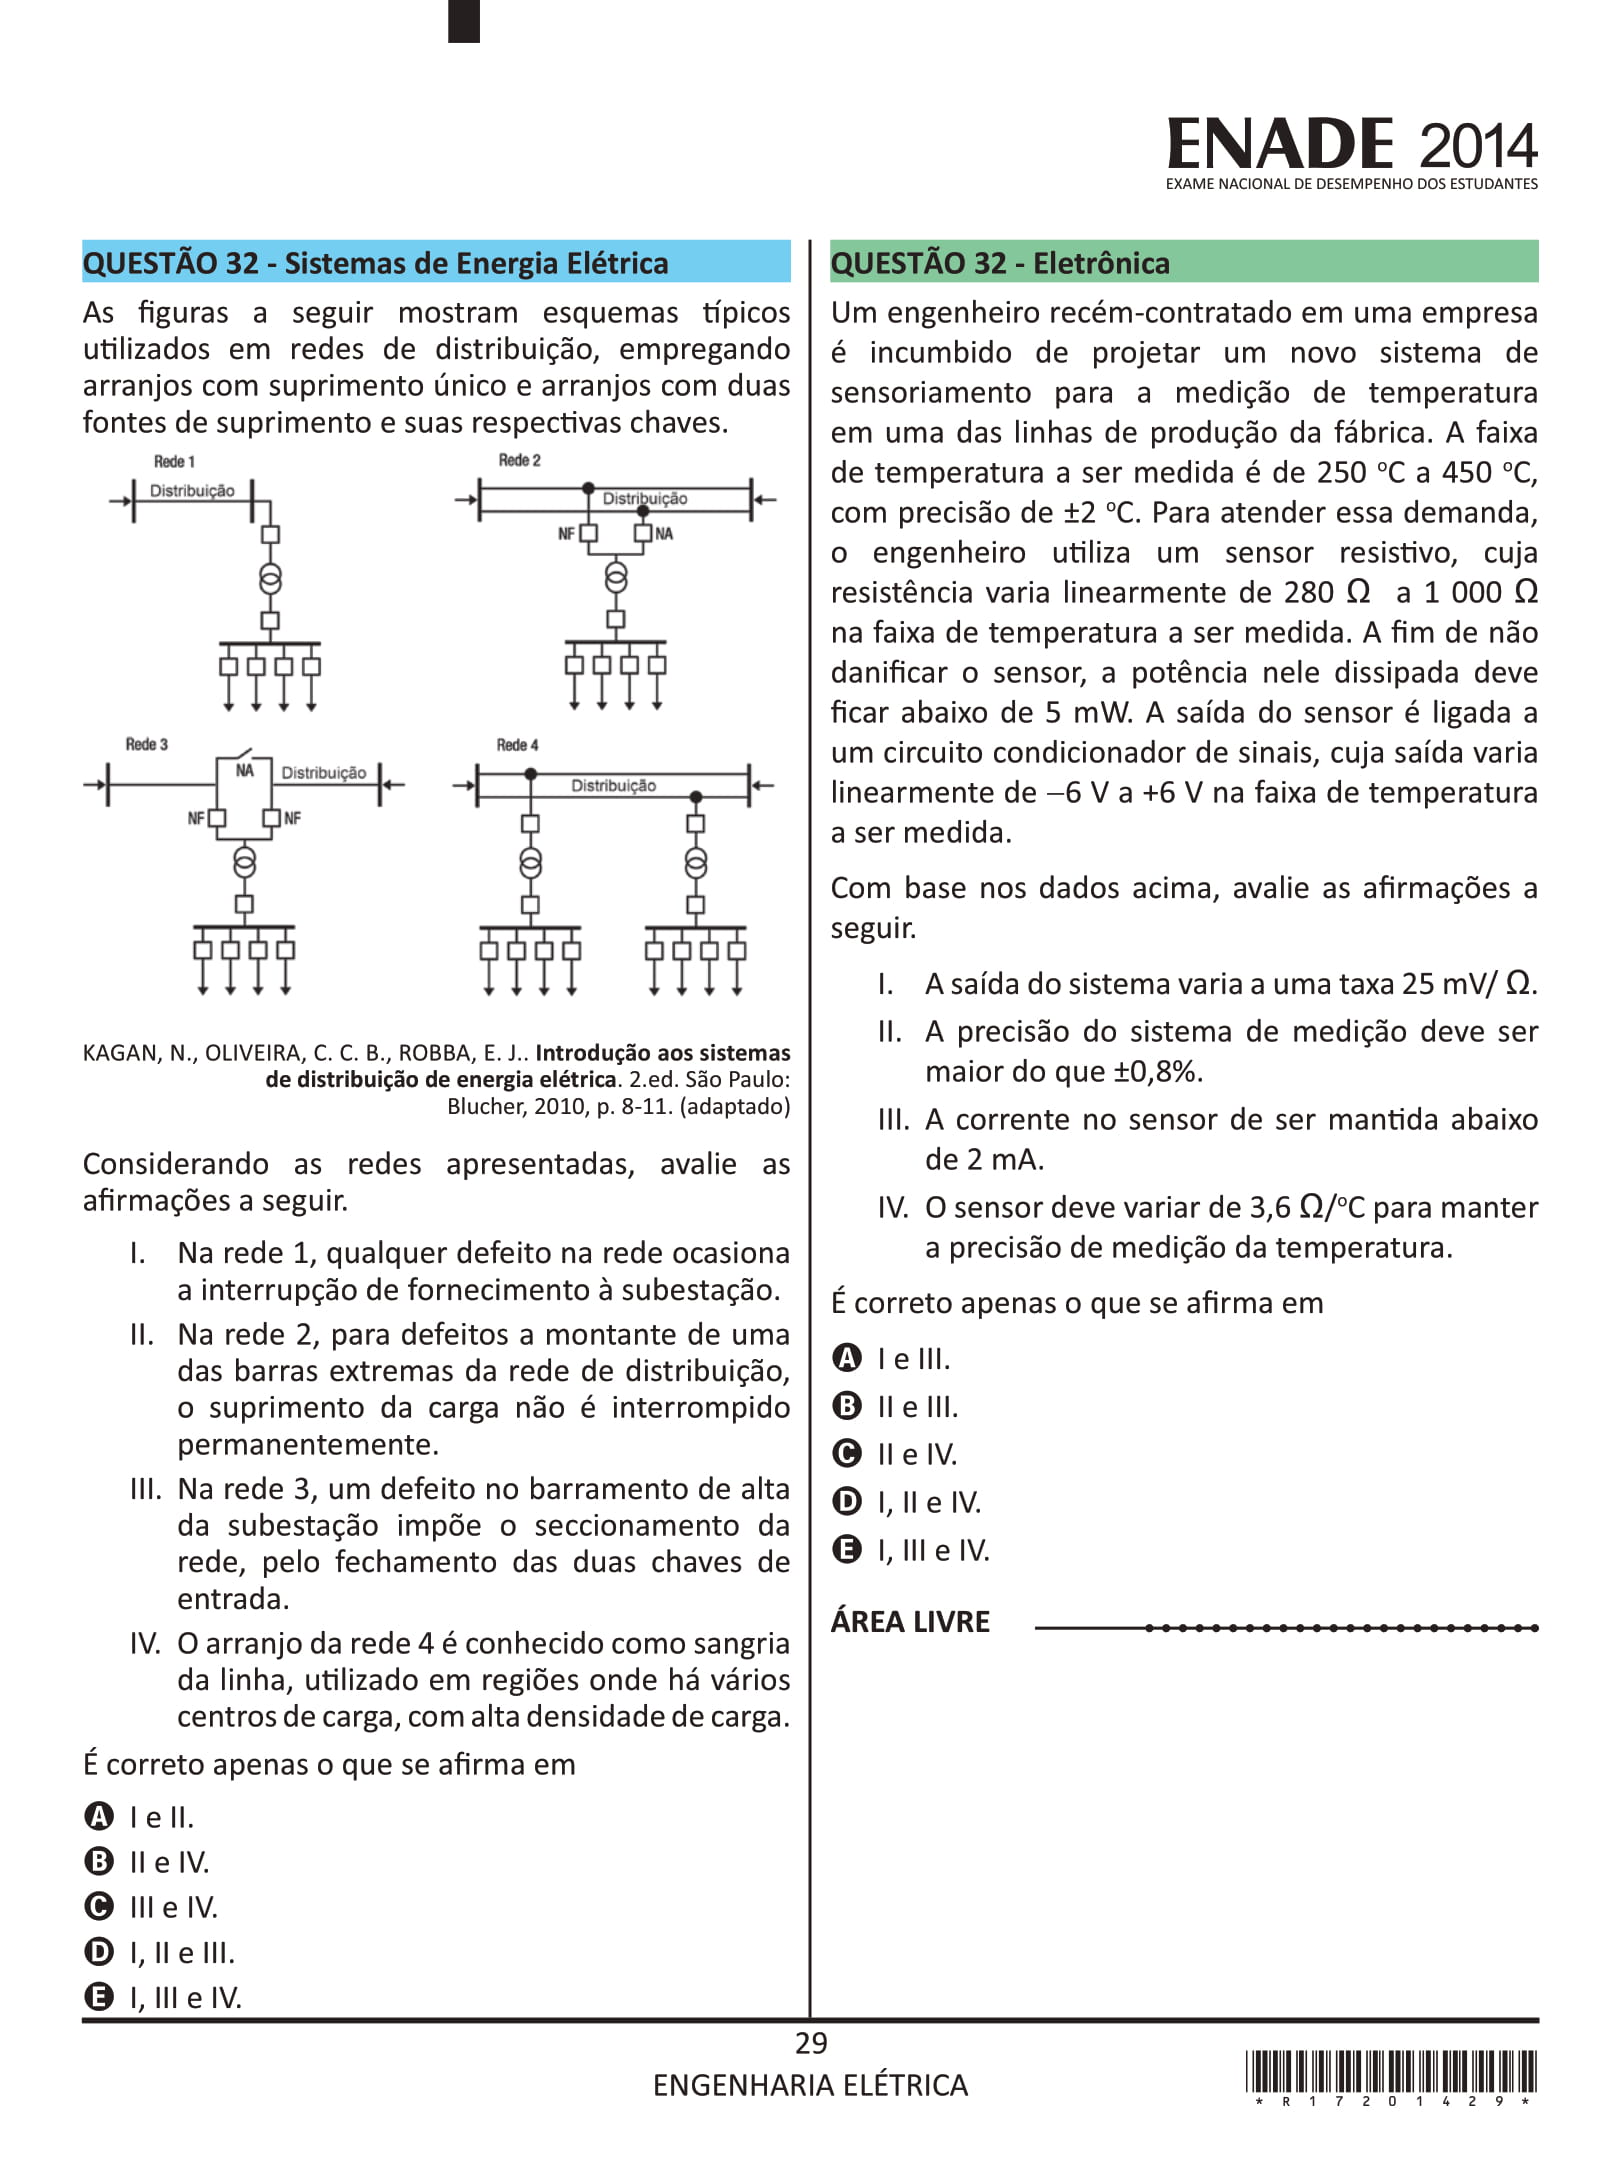 ENADE 2014
EXAME NACIONAL DE DESEMPENHO DOS ESTUDANTES
QUESTÃO 32 - Sistemas de Energia Elétrica
As figuras a seguir mostram esquemas típicos
utilizados em redes de distribuição, empregando
arranjos com suprimento único e arranjos com duas
fontes de suprimento e suas respectivas chaves.
Rede 1
Distribuição
Rede 2
Distribuição
NF
NA
Rede 3
NA
Distribuição
NF
NF
Rede 4
Distribuição
KAGAN, N., OLIVEIRA, C. C. B., ROBBA, E. J.. Introdução aos sistemas
de distribuição de energia elétrica. 2.ed. São Paulo:
Blucher, 2010, p. 8-11. (adaptado)
Considerando as redes apresentadas, avalie as
afirmações a seguir.
I. Na rede 1, qualquer defeito na rede ocasiona
a interrupção de fornecimento à subestação.
II. Na rede 2, para defeitos a montante de uma
das barras extremas da rede de distribuição,
o suprimento da carga não é interrompido
permanentemente.
III. Na rede 3, um defeito no barramento de alta
da subestação impõe o seccionamento da
rede, pelo fechamento das duas chaves de
entrada.
IV. O arranjo da rede 4 é conhecido como sangria
da linha, utilizado em regiões onde há vários
centros de carga, com alta densidade de carga.
É correto apenas o que se afirma em
A I e II.
B II e IV.
C III e IV.
D I, II e III.
E I, III e IV.
QUESTÃO 32 - Eletrônica
Um engenheiro recém-contratado em uma empresa
é incumbido de projetar um novo sistema de
sensoriamento para a medição de temperatura
em uma das linhas de produção da fábrica. A faixa
de temperatura a ser medida é de 250 ºC a 450 ºC,
com precisão de ±2 ºC. Para atender essa demanda,
o engenheiro utiliza um sensor resistivo, cuja
resistência varia linearmente de 280 Ω a 1 000 Ω
na faixa de temperatura a ser medida. A fim de não
danificar o sensor, a potência nele dissipada deve
ficar abaixo de 5 mW. A saída do sensor é ligada a
um circuito condicionador de sinais, cuja saída varia
linearmente de −6 V a +6 V na faixa de temperatura
a ser medida.
Com base nos dados acima, avalie as afirmações a
seguir.
I. A saída do sistema varia a uma taxa 25 mV/ Ω.
II. A precisão do sistema de medição deve ser
maior do que ±0,8%.
III. A corrente no sensor de ser mantida abaixo
de 2 mA.
IV. O sensor deve variar de 3,6 Ω/ºC para manter
a precisão de medição da temperatura.
É correto apenas o que se afirma em
A I e III.
B II e III.
C II e IV.
D I, II e IV.
E I, III e IV.
ÁREA LIVRE
29
ENGENHARIA ELÉTRICA
* R 1 7 2 0 1 4 2 9 *